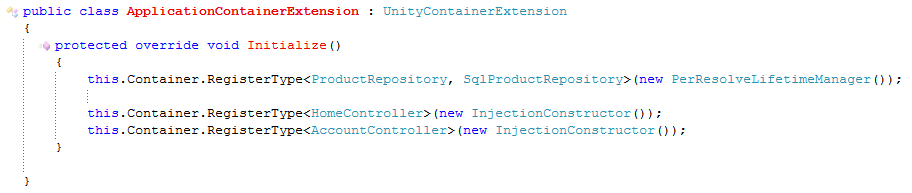 public class ApplicationContainerExtension : UnityContainerExtension
{
protected override void Initialize()
{
this.Container.RegisterType<ProductRepository, SqlProductRepository>(new PerResolveLifetimeManager());
this.Container.RegisterType<HomeController>(new InjectionConstructor());
this.Container.RegisterType<AccountController>(new InjectionConstructor());
}
}